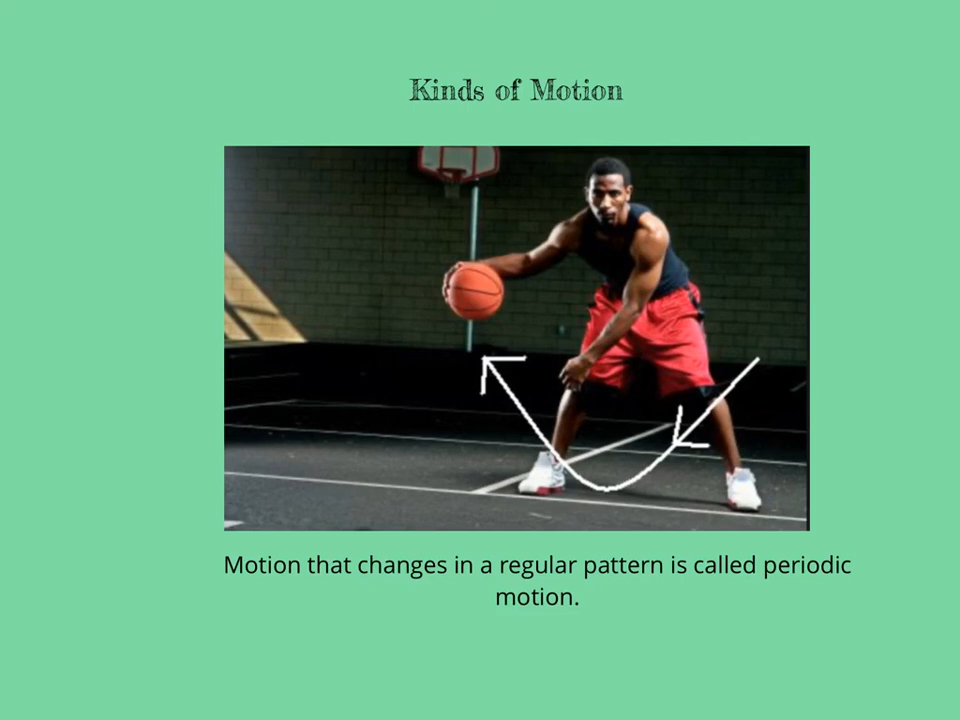 Kinds of Motion
Motion that changes in a regular pattern is called periodic
motion.